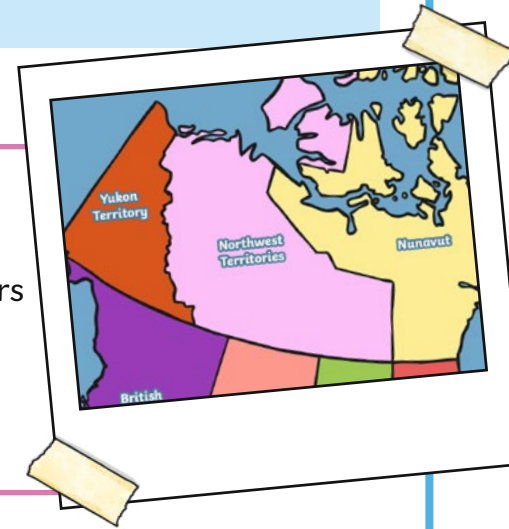 Yukon
Territory
Northwest
Territories
Nunavut
British
rs